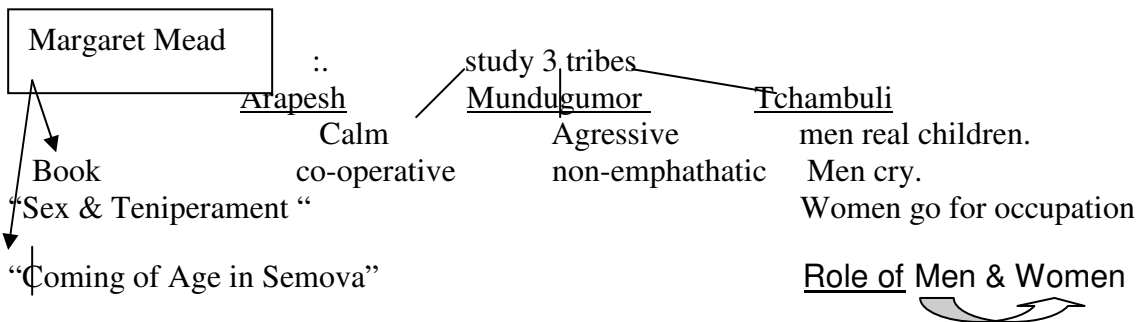 Margaret Mead
:. study 3 tribes
Arapesh Mundugumor Tchambuli
Calm Agressive men real children.
Book co-operative non-emphathatic Men cry.
“Sex & Teniperament “ Women go for occupation
“Coming of Age in Semova” Role of Men & Women